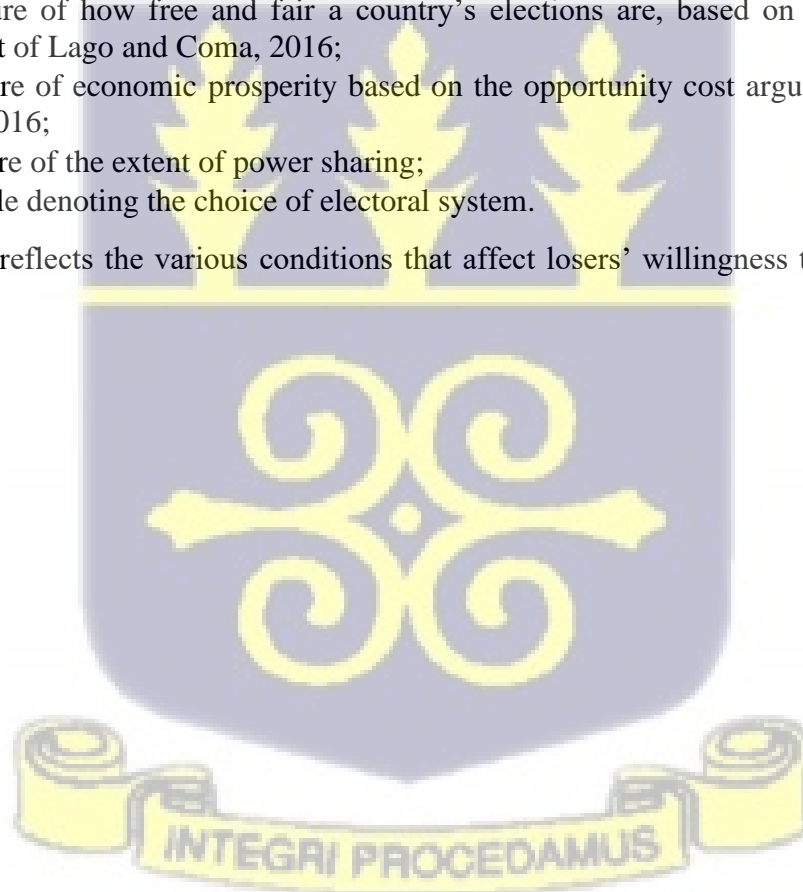 ure of how free and fair a country’s elections are, based on
t of Lago and Coma, 2016;
re of economic prosperity based on the opportunity cost argu
016;
re of the extent of power sharing;
le denoting the choice of electoral system.
reflects the various conditions that affect losers’ willingness t
INTEGRI PROCEDAMUS